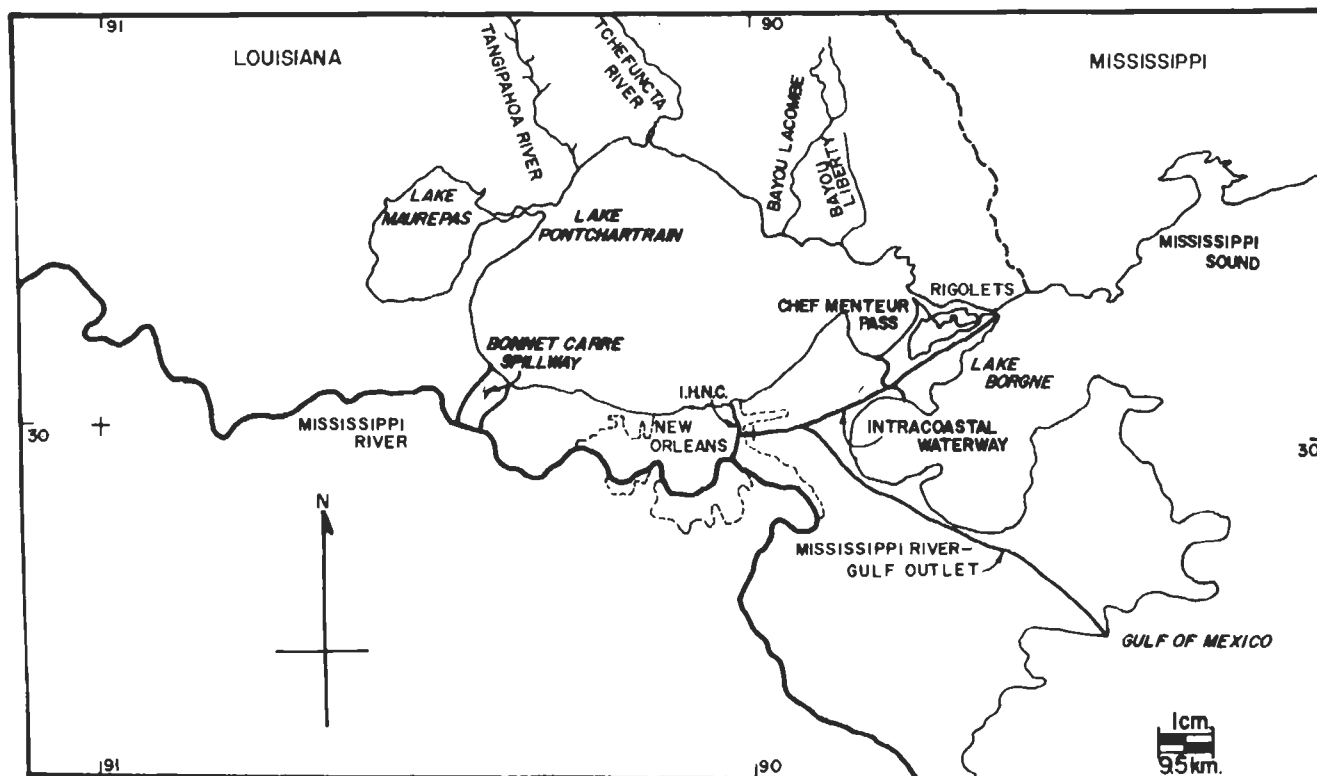 91
90
LOUISIANA
MISSISSIPPI
TANGIPAHOA RIVER
TCHEFUNCTA
RIVER
BAYOU LACOMBE
BAYOU
LIBERTY
LAKE
MAUREPAS
LAKE
PONTCHARTRAIN
MISSISSIPPI
SOUND
RIGOLETS
CHEF MENTEUR
PASS
BONNET CARRE
SPILLWAY
LAKE
BORGNE
I.H.N.C.
30
MISSISSIPPI
RIVER
NEW
ORLEANS
INTRACOASTAL
WATERWAY
30
N
MISSISSIPPI RIVER-
GULF OUTLET
GULF OF MEXICO
1cm.
9.5 km.
91
90